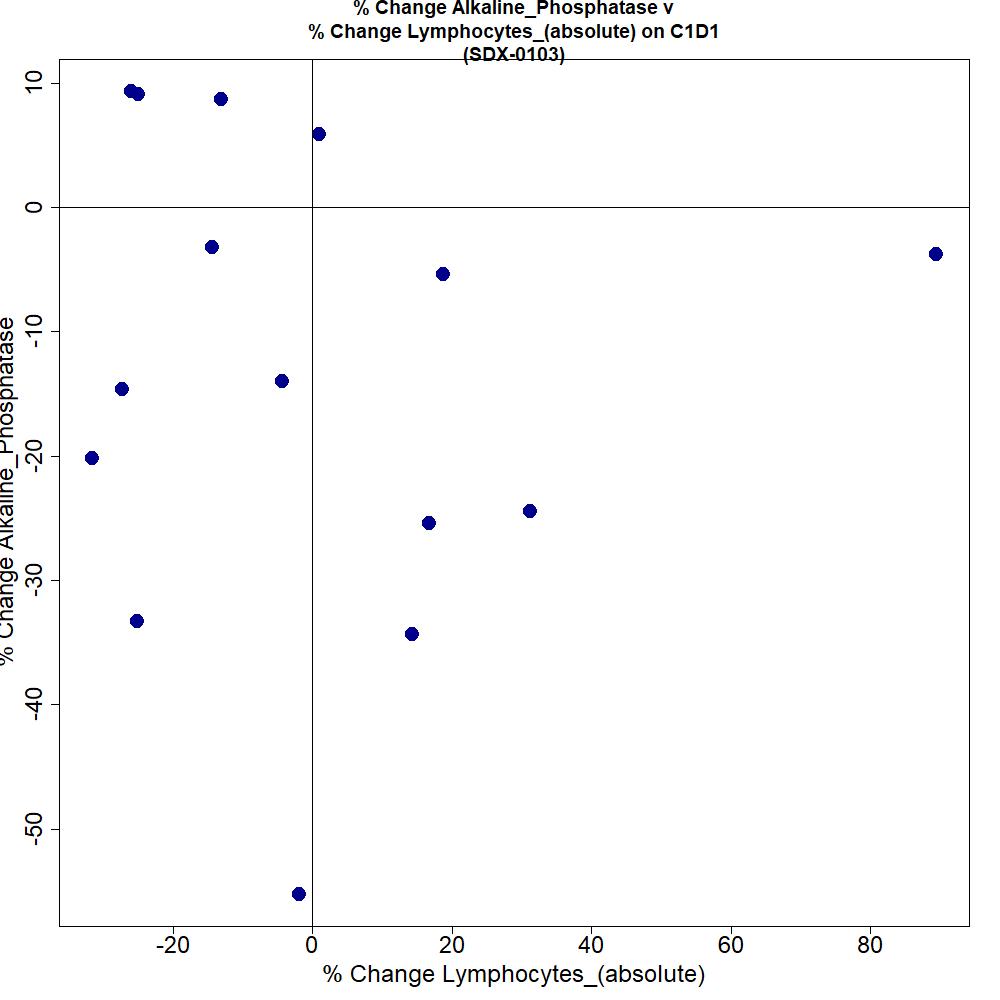 % Change Alkaline_Phosphatase v
% Change Lymphocytes_(absolute) on C1D1
(SDX-0103)
% Change Alkaline_Phosphatase
10
0
-10
-20
-30
-40
-50
-20
0
20
40
60
80
% Change Lymphocytes_(absolute)